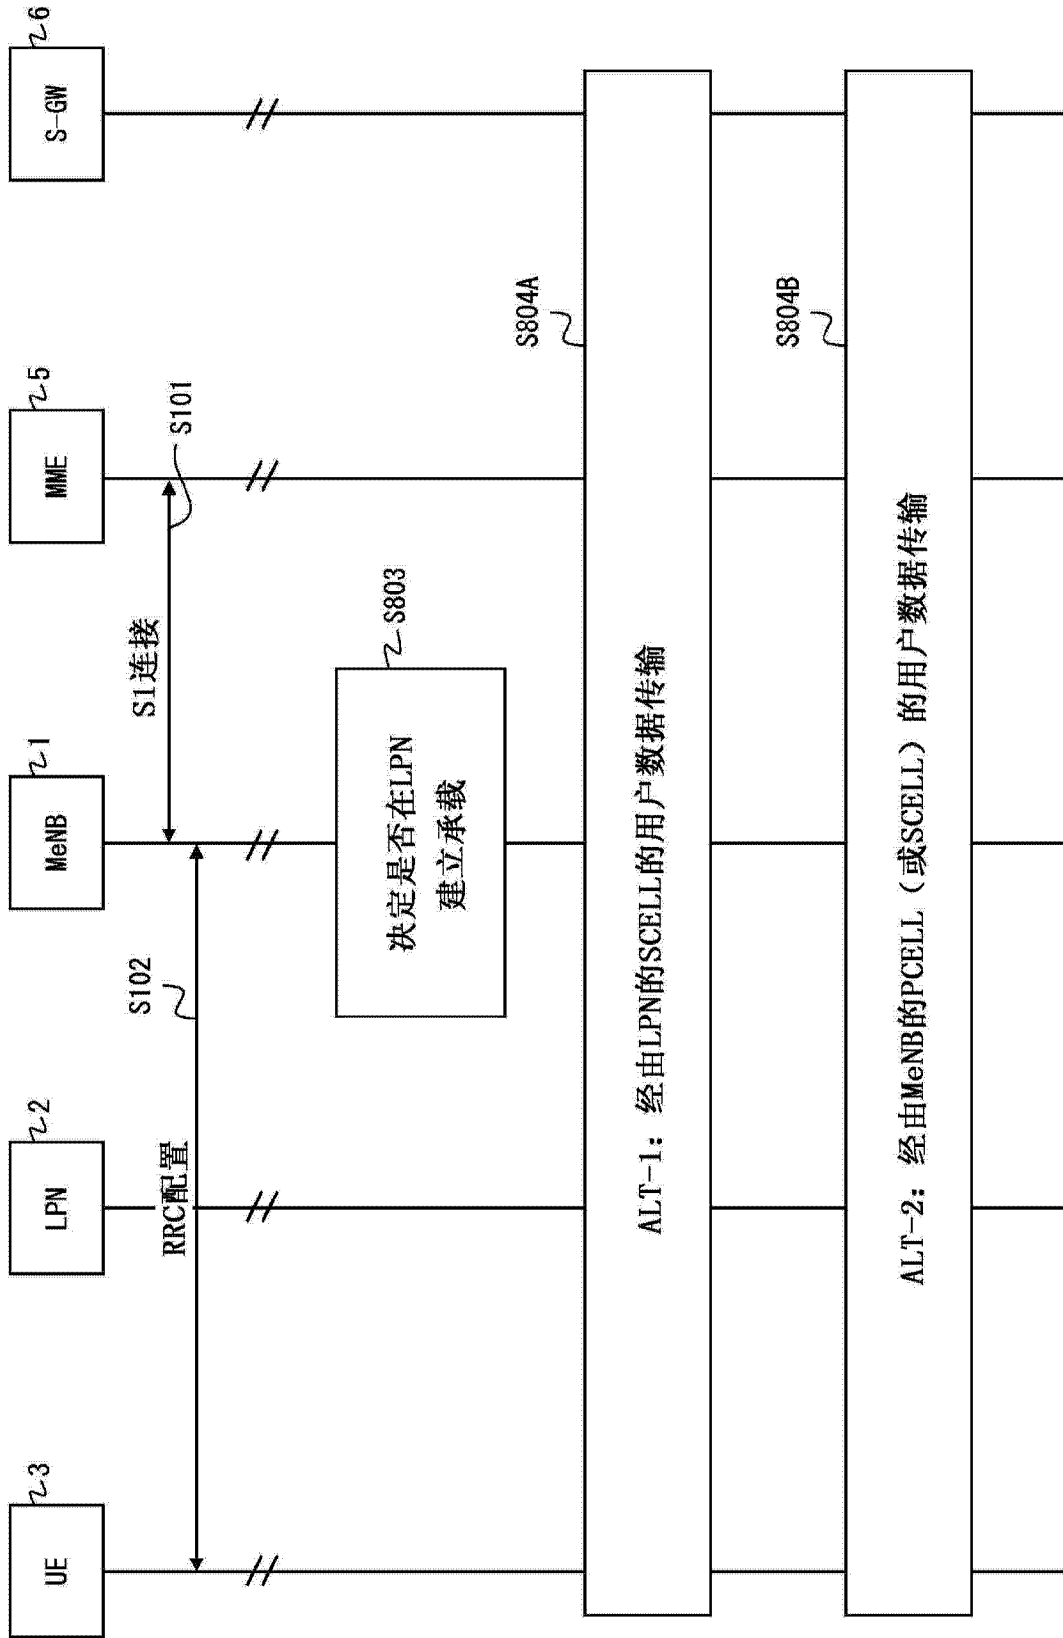 UE
3
LPN
2
MeNB
1
MME
5
S-GW
6
S1连接
S101
S102
RRC配置
决定是否在LPN
建立承载
S803
S804A
ALT-1：经由LPN的SCELL的用户数据传输
S804B
ALT-2：经由MeNB的PCELL（或SCELL）的用户数据传输